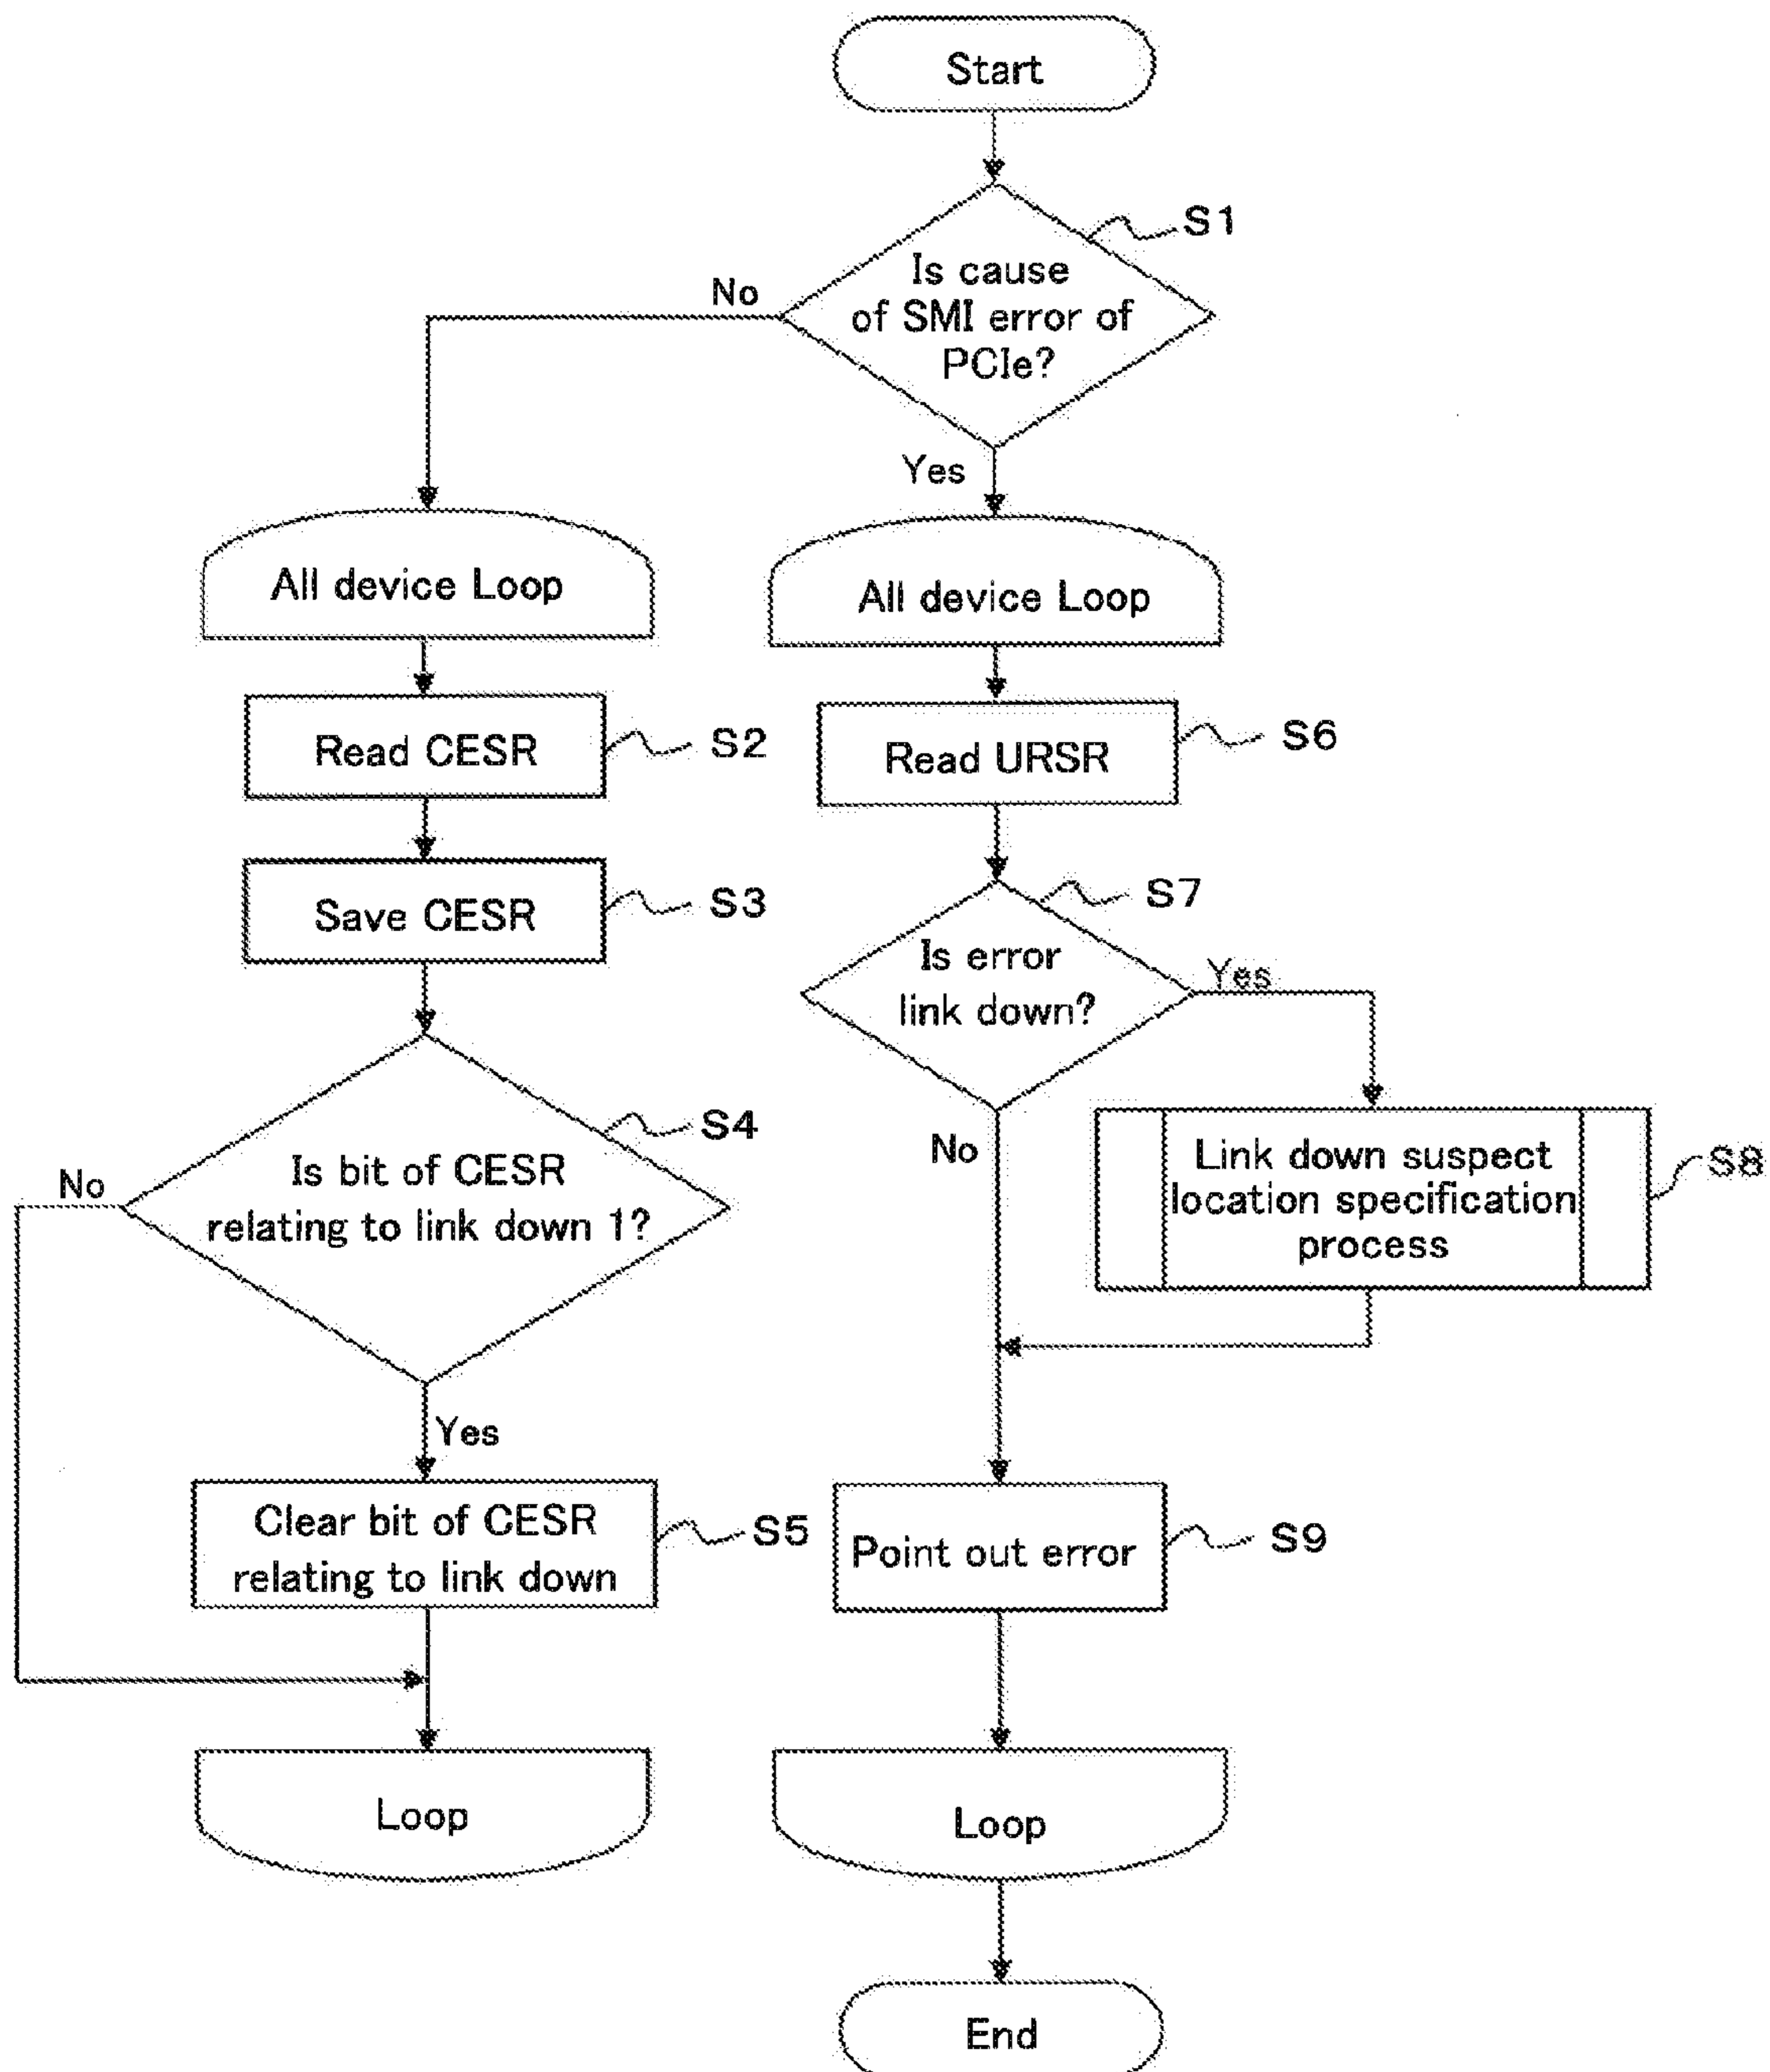 Start
S1
Is cause
of SMI error of
PCIe?
No
Yes
All device Loop
All device Loop
Read CESR
S2
Read URSR
S6
Save CESR
S3
S7
Is error
link down?
Yes
No
S4
Is bit of CESR
relating to link down 1?
No
Yes
Link down suspect
location specification
process
S8
Clear bit of CESR
relating to link down
S5
Point out error
S9
Loop
Loop
End